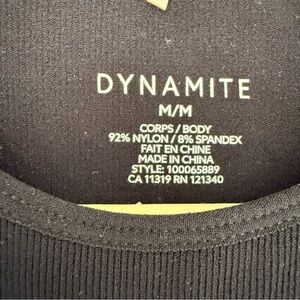 DYNAMITE
M/M
CORPS / BODY
92% NYLON / 8% SPANDEX
FAIT EN CHINE
MADE IN CHINA
STYLE: 100065889
CA 11319 RN 121340